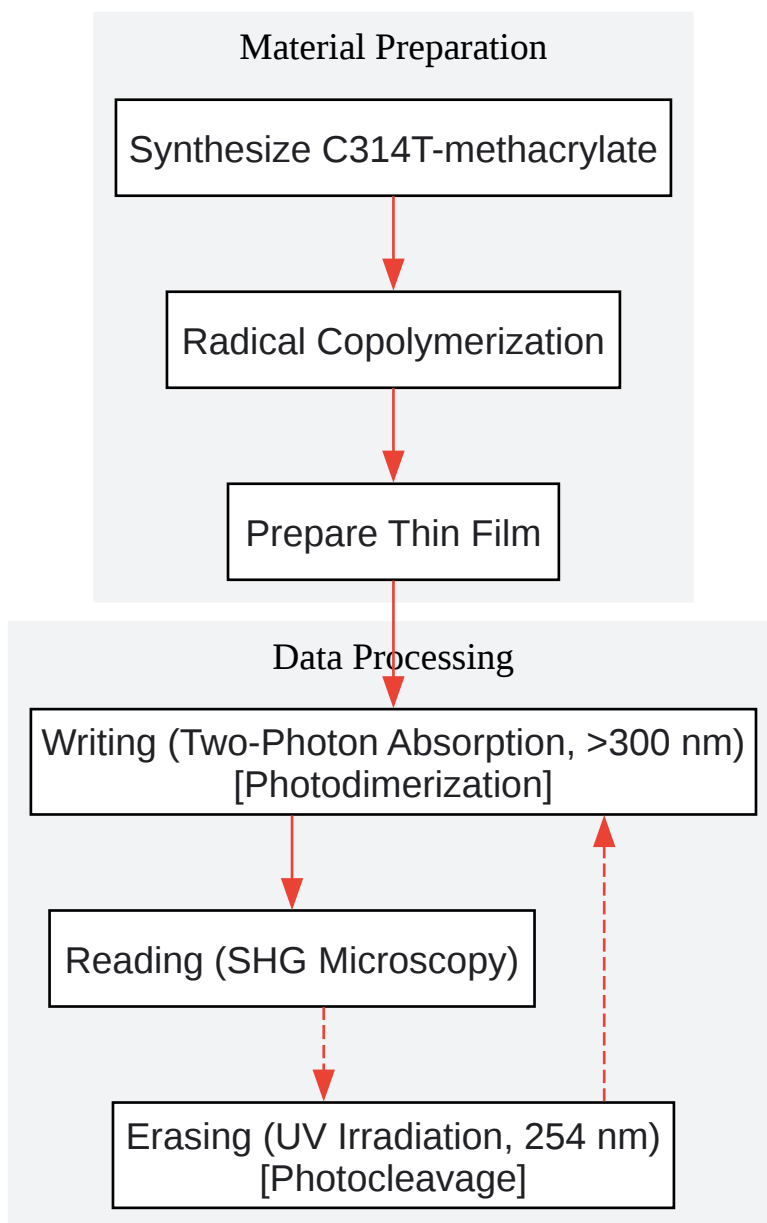 Material Preparation
Synthesize C314T-methacrylate
Radical Copolymerization
Prepare Thin Film
Data Processing
Writing (Two-Photon Absorption, >300 nm)
[Photodimerization]
Reading (SHG Microscopy)
Erasing (UV Irradiation, 254 nm)
[Photocleavage]